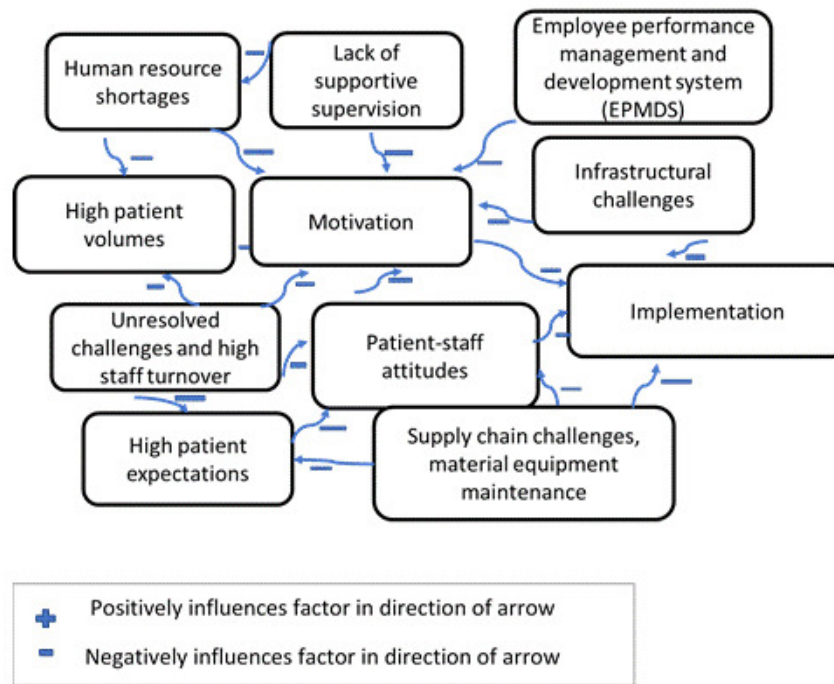 Human resource
shortages
Lack of
supportive
supervision
Employee performance
management and
development system
(EPMDS)
High patient
volumes
Motivation
Infrastructural
challenges
Unresolved
challenges and high
staff turnover
Patient-staff
attitudes
Implementation
High patient
expectations
Supply chain challenges,
material equipment
maintenance
Positively influences factor in direction of arrow
Negatively influences factor in direction of arrow